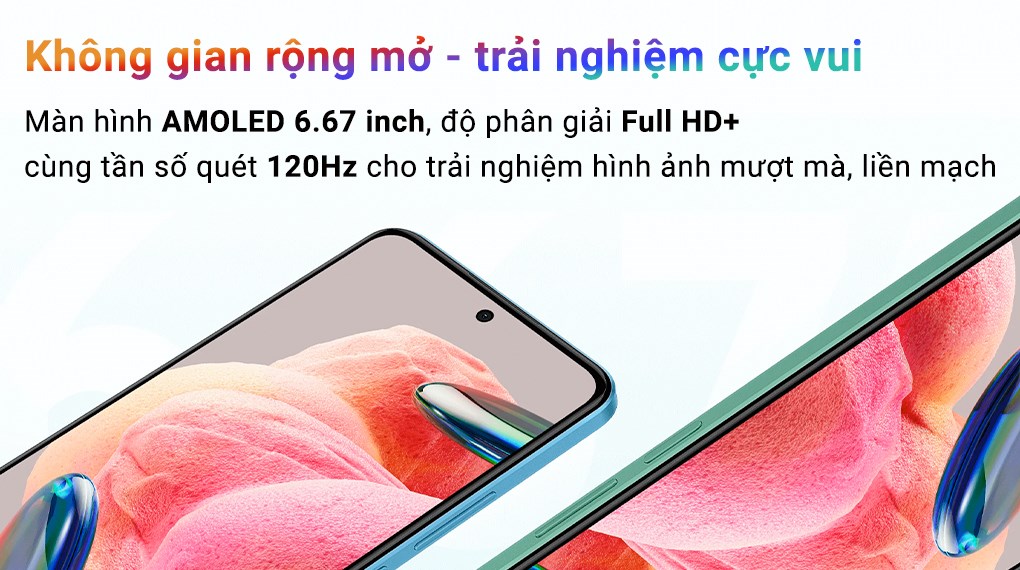 Không gian rộng mở - trải nghiệm cực vui
Màn hình AMOLED 6.67 inch, độ phân giải Full HD+
cùng tần số quét 120Hz cho trải nghiệm hình ảnh mượt mà, liền mạch